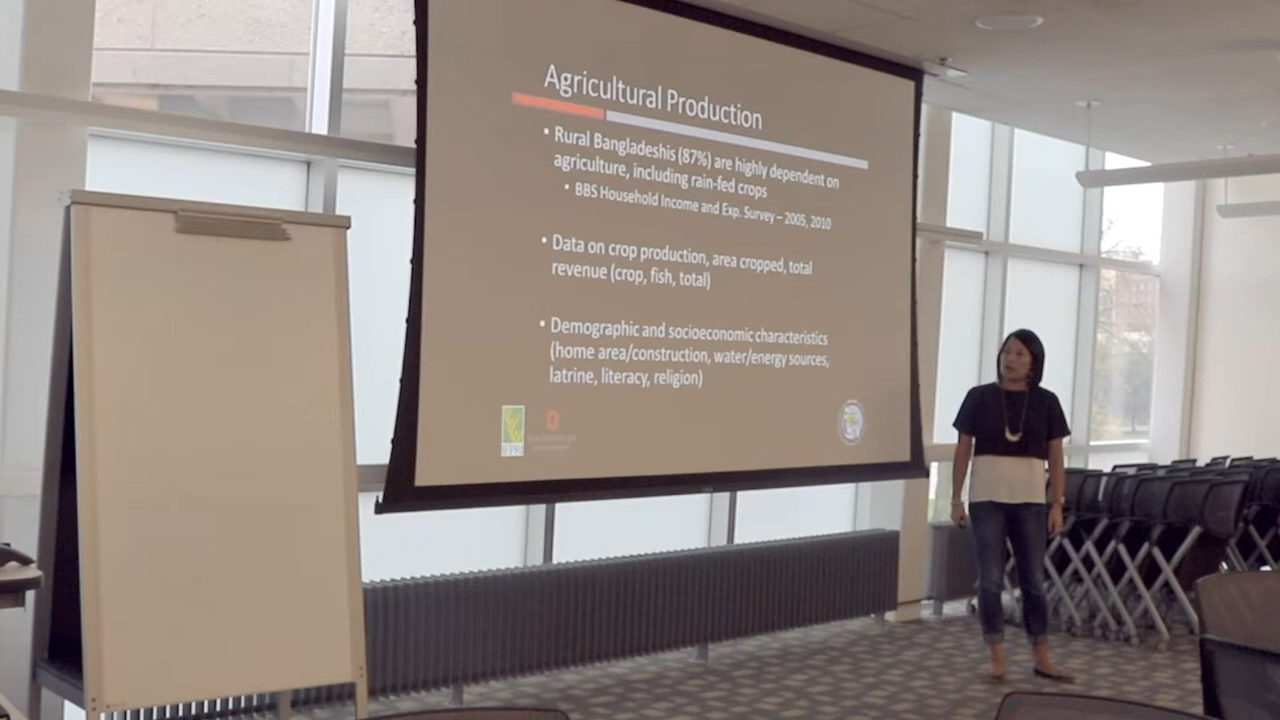 Agricultural Production
• Rural Bangladeshis (87%) are highly dependent on
agriculture, including rain-fed crops
• BBS Household Income and Exp. Survey – 2005, 2010
• Data on crop production, area cropped, total
revenue (crop, fish, total)
• Demographic and socioeconomic characteristics
(home area/construction, water/energy sources,
latrine, literacy, religion)
IFPRI